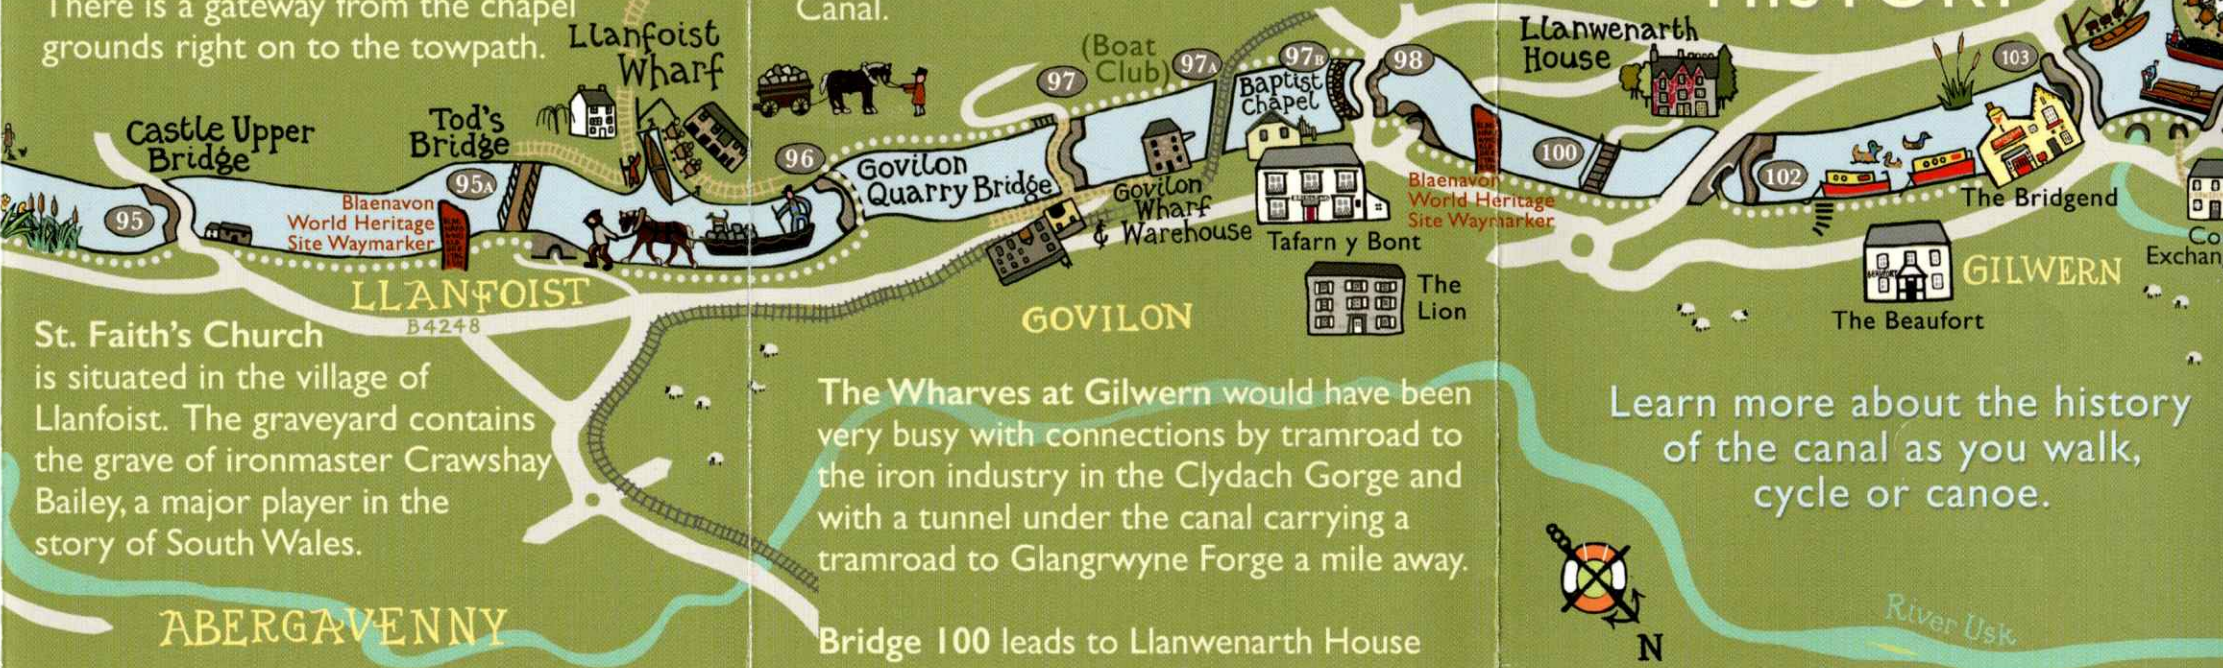 There is a gateway from the chapel
grounds right on to the towpath.
Canal.
HISTORY
Llanfoist
Wharf
Castle Upper
Bridge
Tod's
Bridge
95
95A
96
97
(Boat
Club)
97A
97B
98
100
102
103
Blaenavon
World Heritage
Site Waymarker
Govilon
Quarry Bridge
Govilon
Wharf
& Warehouse
Baptist
Chapel
Tafarn y Bont
The
Lion
Blaenavon
World Heritage
Site Waymarker
Llanwenarth
House
The Bridgend
The Beaufort
Co
Exchan
LLANFOIST
B4248
GOVILON
GILWERN
St. Faith's Church
is situated in the village of
Llanfoist. The graveyard contains
the grave of ironmaster Crawshay
Bailey, a major player in the
story of South Wales.
ABERGAVENNY
The Wharves at Gilwern would have been
very busy with connections by tramroad to
the iron industry in the Clydach Gorge and
with a tunnel under the canal carrying a
tramroad to Glangrwyne Forge a mile away.
Bridge 100 leads to Llanwenarth House
Learn more about the history
of the canal as you walk,
cycle or canoe.
N
River Usk